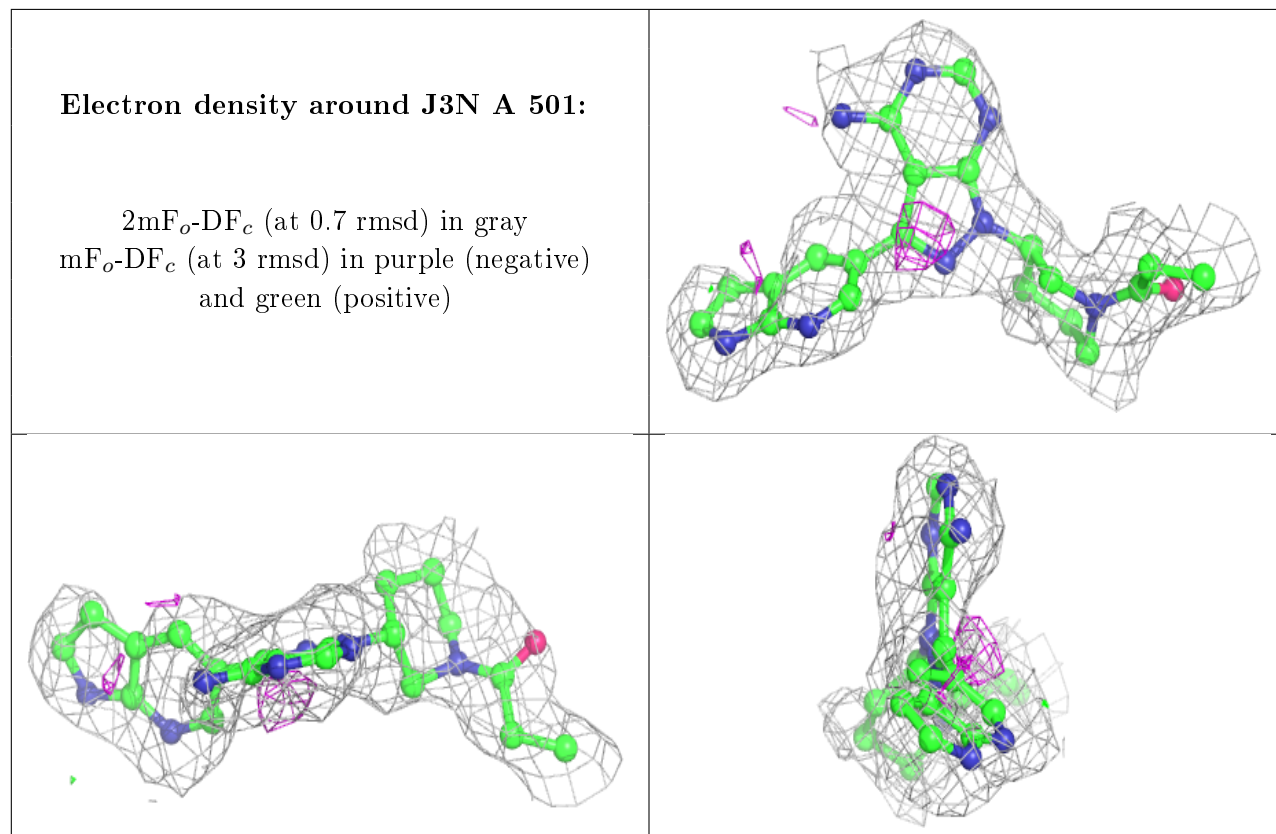 Electron density around J3N A 501:
2mFo-DFc (at 0.7 rmsd) in gray
mFo-DFc (at 3 rmsd) in purple (negative)
and green (positive)